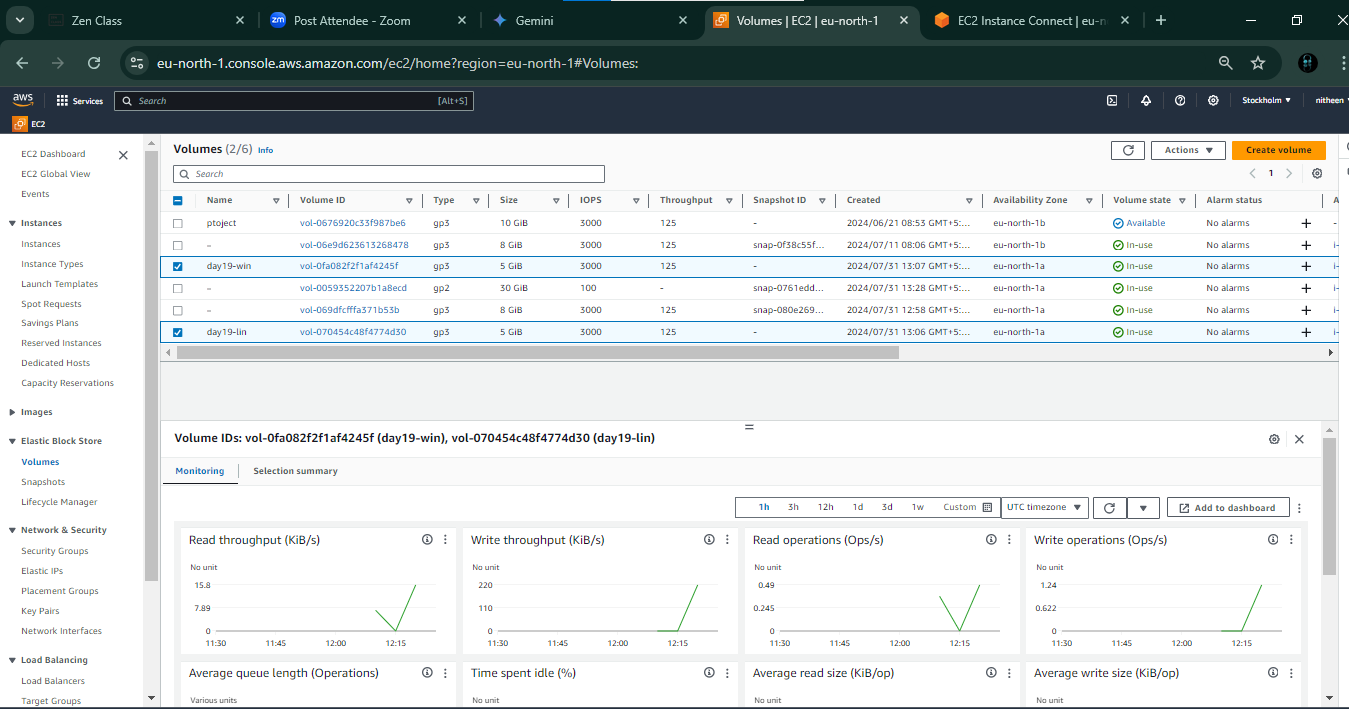 Zen Class
zm Post Attendee - Zoom
Gemini
Volumes | EC2 | eu-north-1
EC2 Instance Connect | eu-n
eu-north-1.console.aws.amazon.com/ec2/home?region=eu-north-1#Volumes:
aws Services Search [Alt+S] Stockholm nitheen
EC2
EC2 Dashboard
EC2 Global View
Events
Instances
Instances
Instance Types
Launch Templates
Spot Requests
Savings Plans
Reserved Instances
Dedicated Hosts
Capacity Reservations
Images
Elastic Block Store
Volumes
Snapshots
Lifecycle Manager
Network & Security
Security Groups
Elastic IPs
Placement Groups
Key Pairs
Network Interfaces
Load Balancing
Load Balancers
Target Groups
Volumes (2/6) Info Actions Create volume
Search 1
Name Volume ID Type Size IOPS Throughput Snapshot ID Created Availability Zone Volume state Alarm status A
ptoject vol-0676920c33f987be6 gp3 10 GiB 3000 125 - 2024/06/21 08:53 GMT+5:... eu-north-1b Available No alarms + -
– vol-06e9d623613268478 gp3 8 GiB 3000 125 snap-0f38c55f... 2024/07/11 08:06 GMT+5:... eu-north-1b In-use No alarms + i-
day19-win vol-0fa082f2f1af4245f gp3 5 GiB 3000 125 - 2024/07/31 13:07 GMT+5:... eu-north-1a In-use No alarms + i-
– vol-0059352207b1a8ecd gp2 30 GiB 100 - snap-0761edd... 2024/07/31 13:28 GMT+5:... eu-north-1a In-use No alarms + i-
– vol-069dfcfffa371b53b gp3 8 GiB 3000 125 snap-080e269... 2024/07/31 12:58 GMT+5:... eu-north-1a In-use No alarms + i-
day19-lin vol-070454c48f4774d30 gp3 5 GiB 3000 125 - 2024/07/31 13:06 GMT+5:... eu-north-1a In-use No alarms + i-
Volume IDs: vol-0fa082f2f1af4245f (day19-win), vol-070454c48f4774d30 (day19-lin)
Monitoring Selection summary
1h 3h 12h 1d 3d 1w Custom UTC timezone Add to dashboard
Read throughput (KiB/s)
No unit
15.8
7.89
0
11:30 11:45 12:00 12:15
Write throughput (KiB/s)
No unit
220
110
0
11:30 11:45 12:00 12:15
Read operations (Ops/s)
No unit
0.49
0.245
0
11:30 11:45 12:00 12:15
Write operations (Ops/s)
No unit
1.24
0.622
0
11:30 11:45 12:00 12:15
Average queue length (Operations)
Various units
Time spent idle (%)
No unit
Average read size (KiB/op)
No unit
Average write size (KiB/op)
No unit